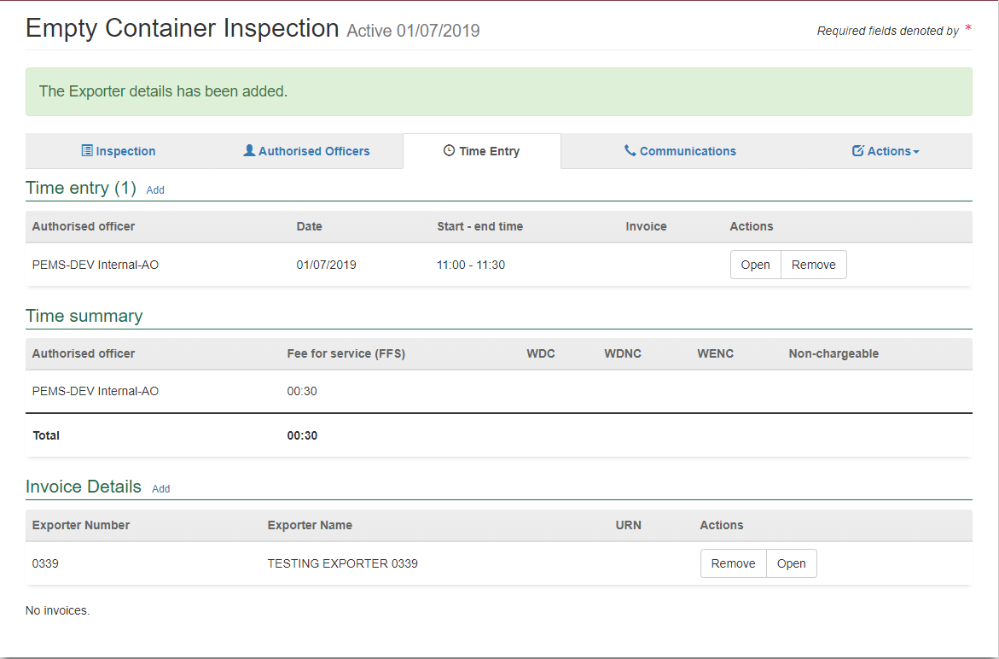 Empty Container Inspection Active 01/07/2019
Required fields denoted by *
The Exporter details has been added.
Inspection Authorised Officers Time Entry Communications Actions
Time entry (1) Add
Authorised officer Date Start - end time Invoice Actions
PEMS-DEV Internal-AO 01/07/2019 11:00 - 11:30 Open Remove
Time summary
Authorised officer Fee for service (FFS) WDC WDNC WENC Non-chargeable
PEMS-DEV Internal-AO 00:30
Total 00:30
Invoice Details Add
Exporter Number Exporter Name URN Actions
0339 TESTING EXPORTER 0339 Remove Open
No invoices.